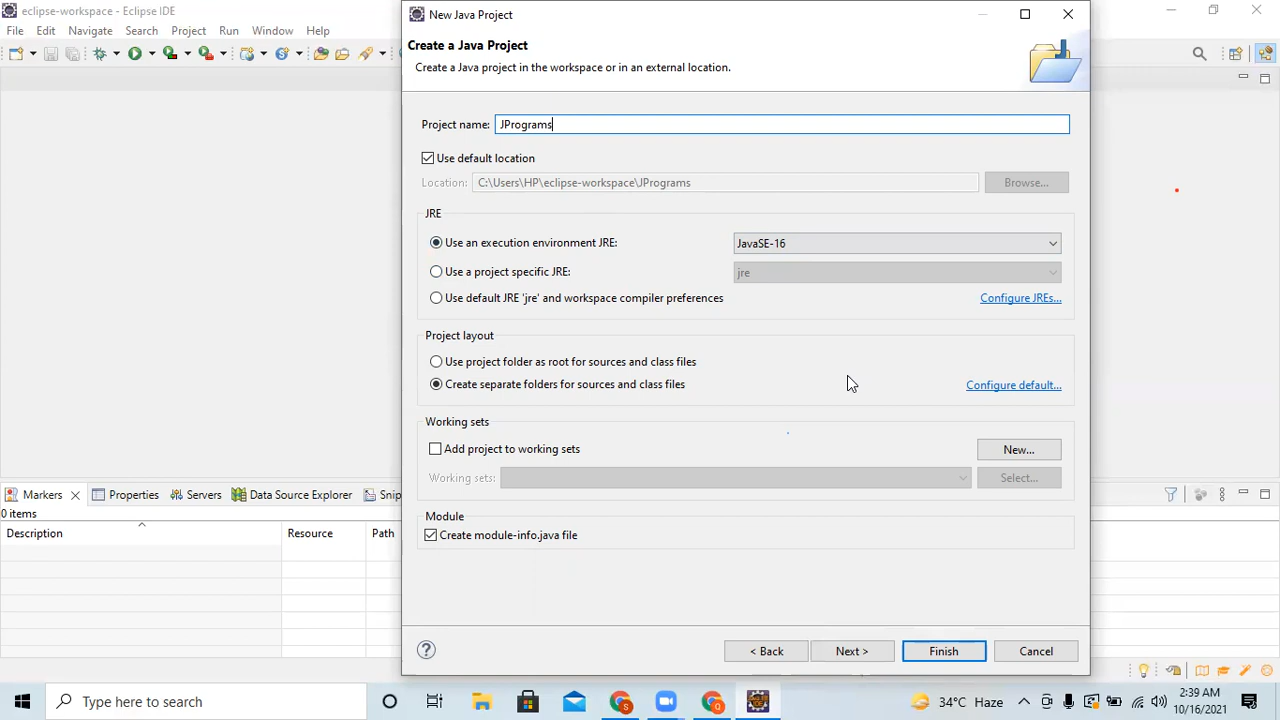 eclipse-workspace - Eclipse IDE
File Edit Navigate Search Project Run Window Help
New Java Project
Create a Java Project
Create a Java project in the workspace or in an external location.
Project name: JPrograms
Use default location
Location: C:\Users\HP\eclipse-workspace\JPrograms Browse...
JRE
Use an execution environment JRE: JavaSE-16
Use a project specific JRE: jre
Use default JRE 'jre' and workspace compiler preferences Configure JREs...
Project layout
Use project folder as root for sources and class files
Create separate folders for sources and class files Configure default...
Working sets
Add project to working sets New...
Working sets: Select...
Module
Create module-info.java file
? < Back Next > Finish Cancel
Markers Properties Servers Data Source Explorer Snip
0 items
Description Resource Path
Type here to search
34°C Haze
2:39 AM
10/16/2021